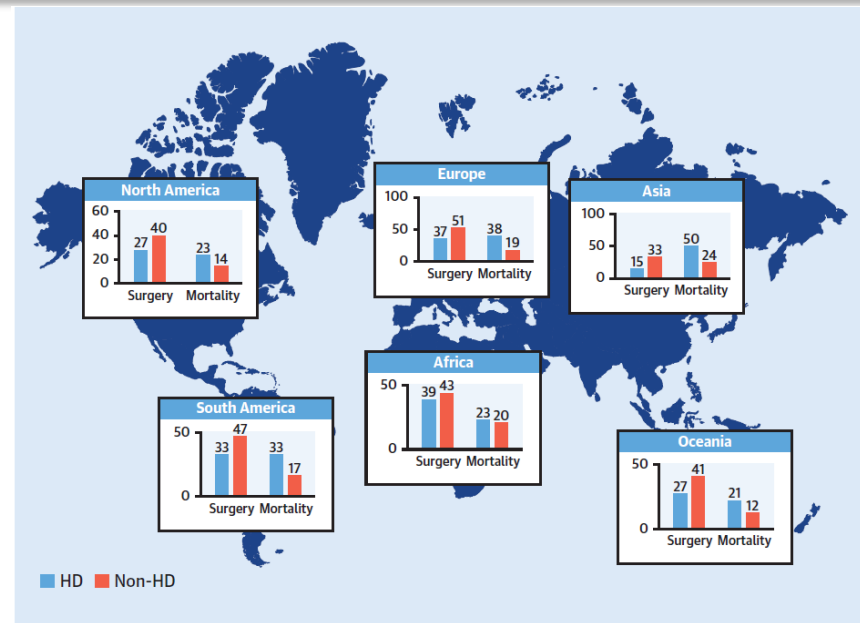 North America
60
40
20
0
27 40
23 14
Surgery Mortality
Europe
100
50
0
37 51
38 19
Surgery Mortality
Asia
100
50
0
15 33
50 24
Surgery Mortality
South America
50
0
33 47
33 17
Surgery Mortality
Africa
50
0
39 43
23 20
Surgery Mortality
Oceania
50
0
27 41
21 12
Surgery Mortality
HD Non-HD